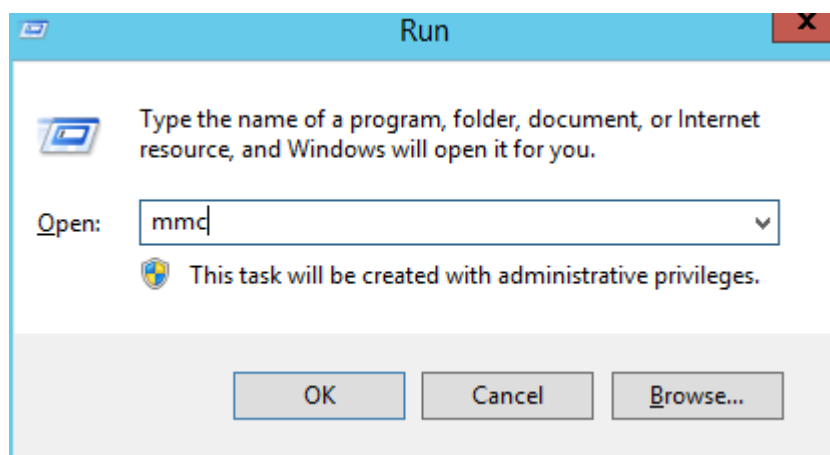 Run
x
Type the name of a program, folder, document, or Internet
resource, and Windows will open it for you.
Open:
mmc
This task will be created with administrative privileges.
OK Cancel Browse...